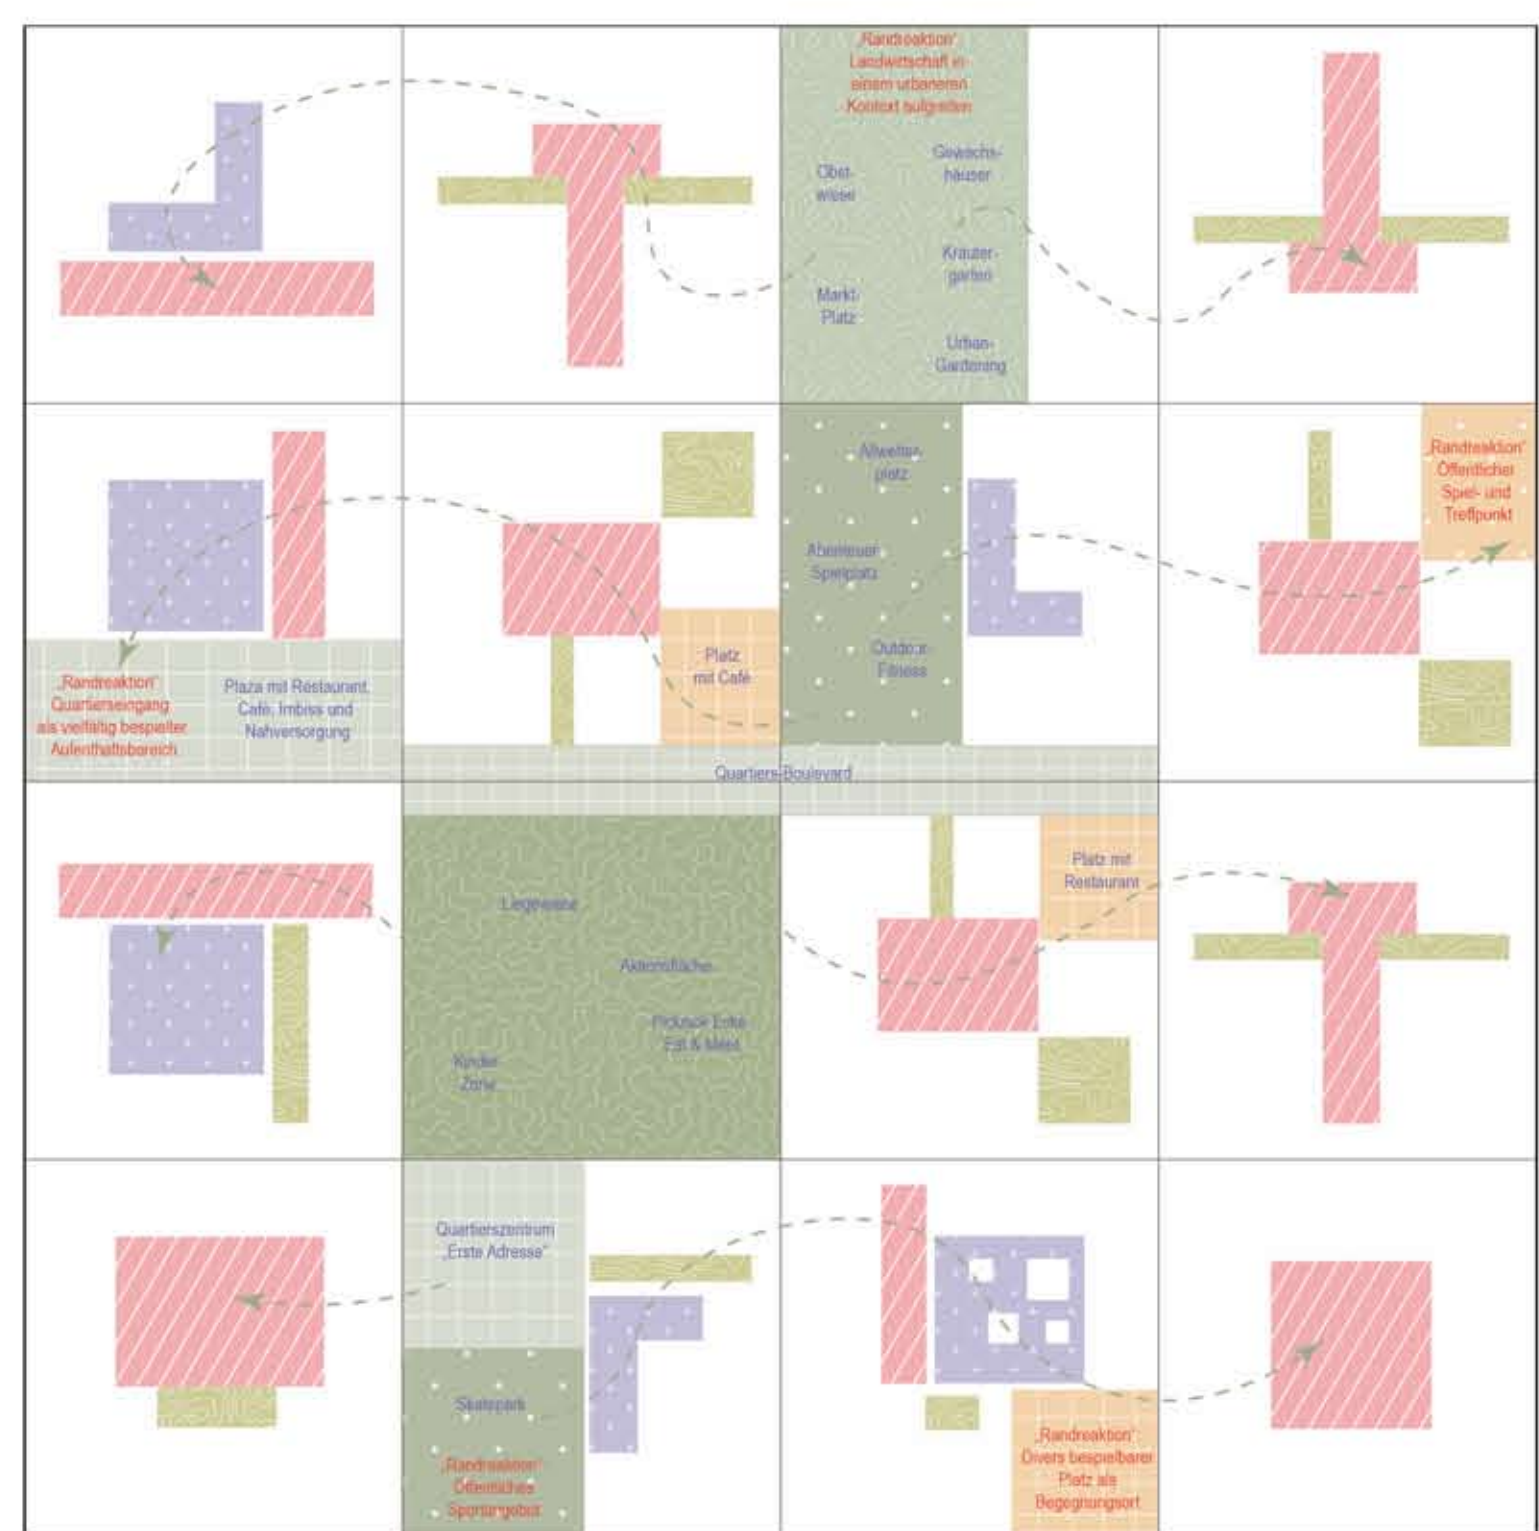 „Randreaktion“
Landwirtschaft in
einem urbaneren
Kontext aufgreifen
Obst-
wiese
Gewächs-
häuser
Kräuter-
garten
Markt-
Platz
Urban-
Gardening
„Randreaktion“
Quartierseingang
als vielfältig bespielter
Aufenthaltsbereich
Plaza mit Restaurant,
Café, Imbiss und
Nahversorgung
Platz
mit Café
Allwetter-
platz
Abenteuer-
Spielplatz
Outdoor-
Fitness
„Randreaktion“
Öffentlicher
Spiel- und
Treffpunkt
Quartiers-Boulevard
Liegewiese
Aktionsfläche
Picknick Ecke
Eat & Meet
Kinder
Zone
Platz mit
Restaurant
Quartierszentrum
„Erste Adresse“
Skatepark
„Randreaktion“
Öffentliches
Sportangebot
„Randreaktion“
Divers bespielbarer
Platz als
Begegnungsort